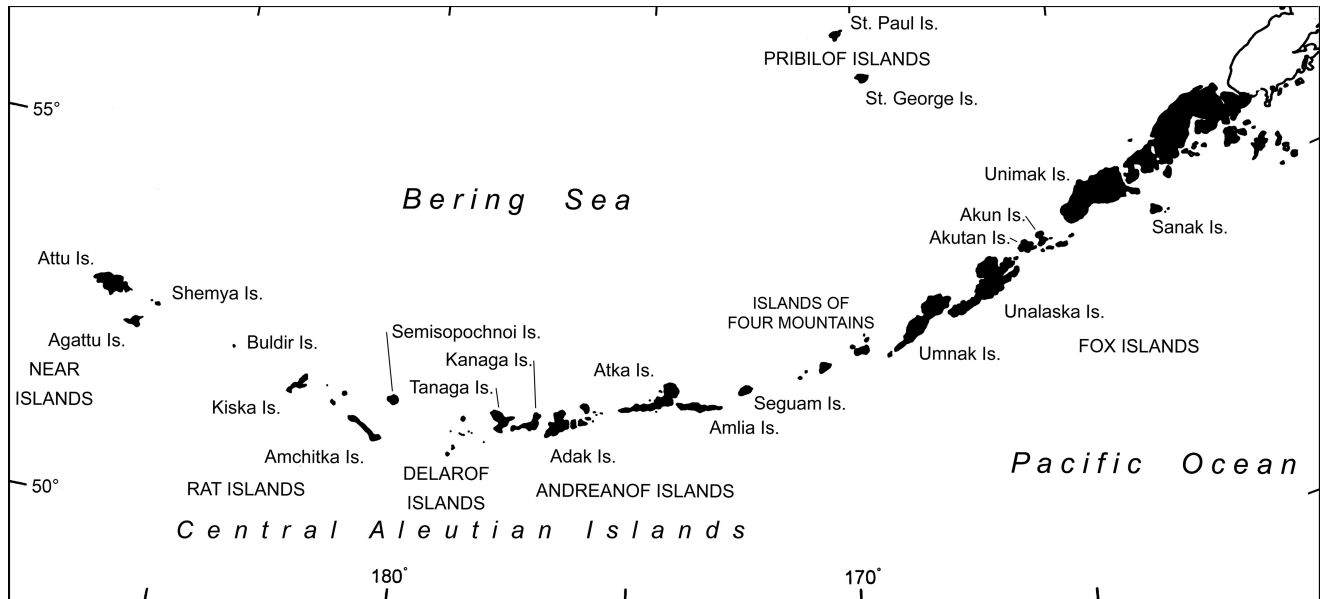 St. Paul Is.
PRIBILOF ISLANDS
St. George Is.
55°
Unimak Is.
Bering Sea
Akun Is.
Sanak Is.
Akutan Is.
Attu Is.
Shemya Is.
ISLANDS OF
FOUR MOUNTAINS
Unalaska Is.
Semisopochnoi Is.
Agattu Is.
Buldir Is.
Umnak Is.
FOX ISLANDS
Kanaga Is.
NEAR
ISLANDS
Atka Is.
Tanaga Is.
Kiska Is.
Seguam Is.
Amlia Is.
Amchitka Is.
Adak Is.
Pacific Ocean
DELAROF
ISLANDS
50°
RAT ISLANDS
ANDREANOF ISLANDS
Central Aleutian Islands
180°
170°